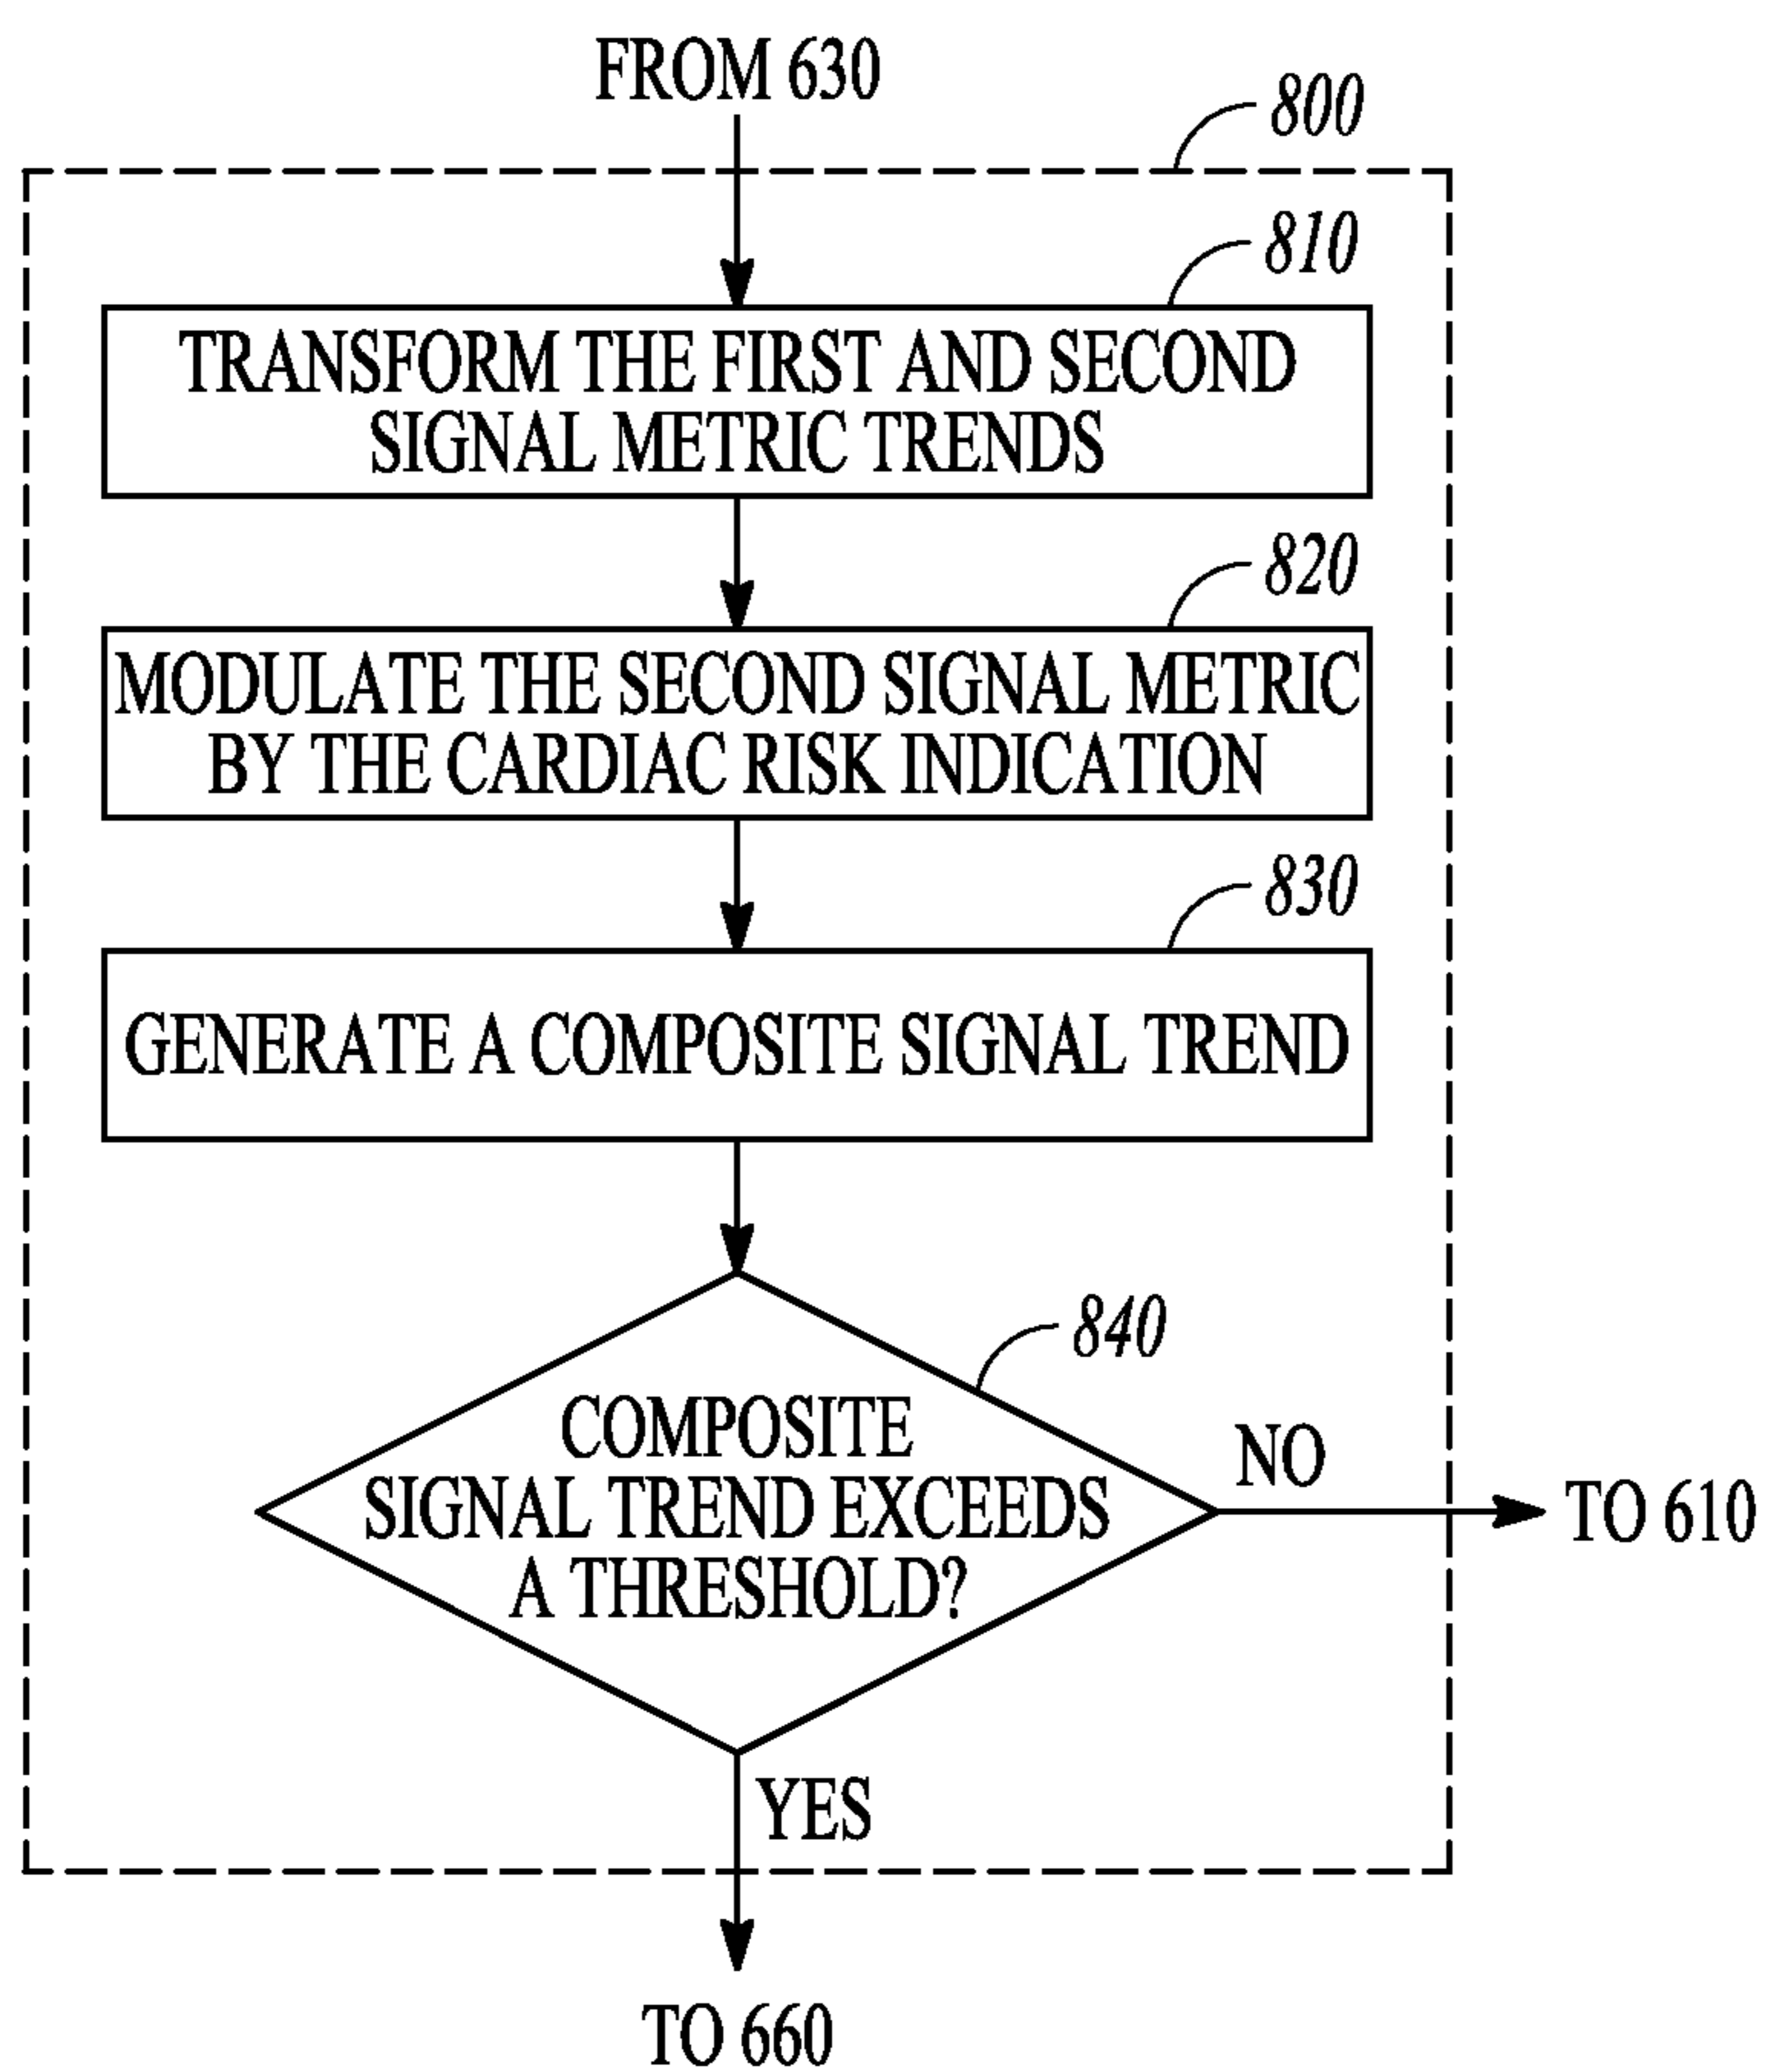 FROM 630
800
810
TRANSFORM THE FIRST AND SECOND
SIGNAL METRIC TRENDS
820
MODULATE THE SECOND SIGNAL METRIC
BY THE CARDIAC RISK INDICATION
830
GENERATE A COMPOSITE SIGNAL TREND
840
COMPOSITE
SIGNAL TREND EXCEEDS
A THRESHOLD?
NO
TO 610
YES
TO 660